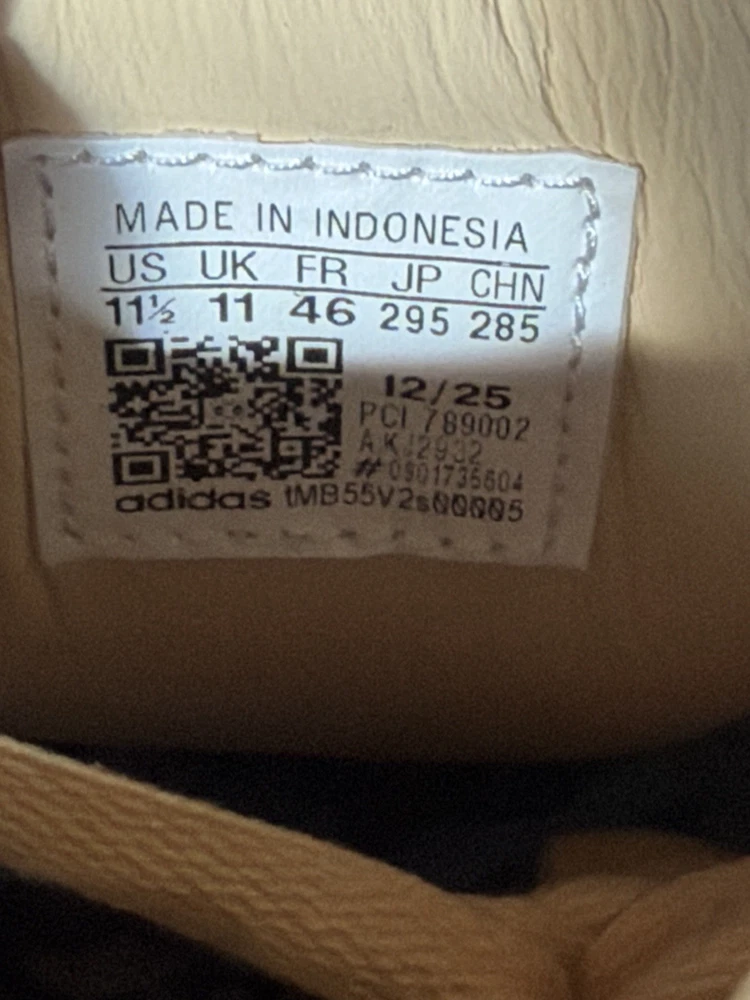 MADE IN INDONESIA
US UK FR JP CHN
11½ 11 46 295 285
12/25
PCI 789002
# 0901735604
adidas tMB55V2s00005